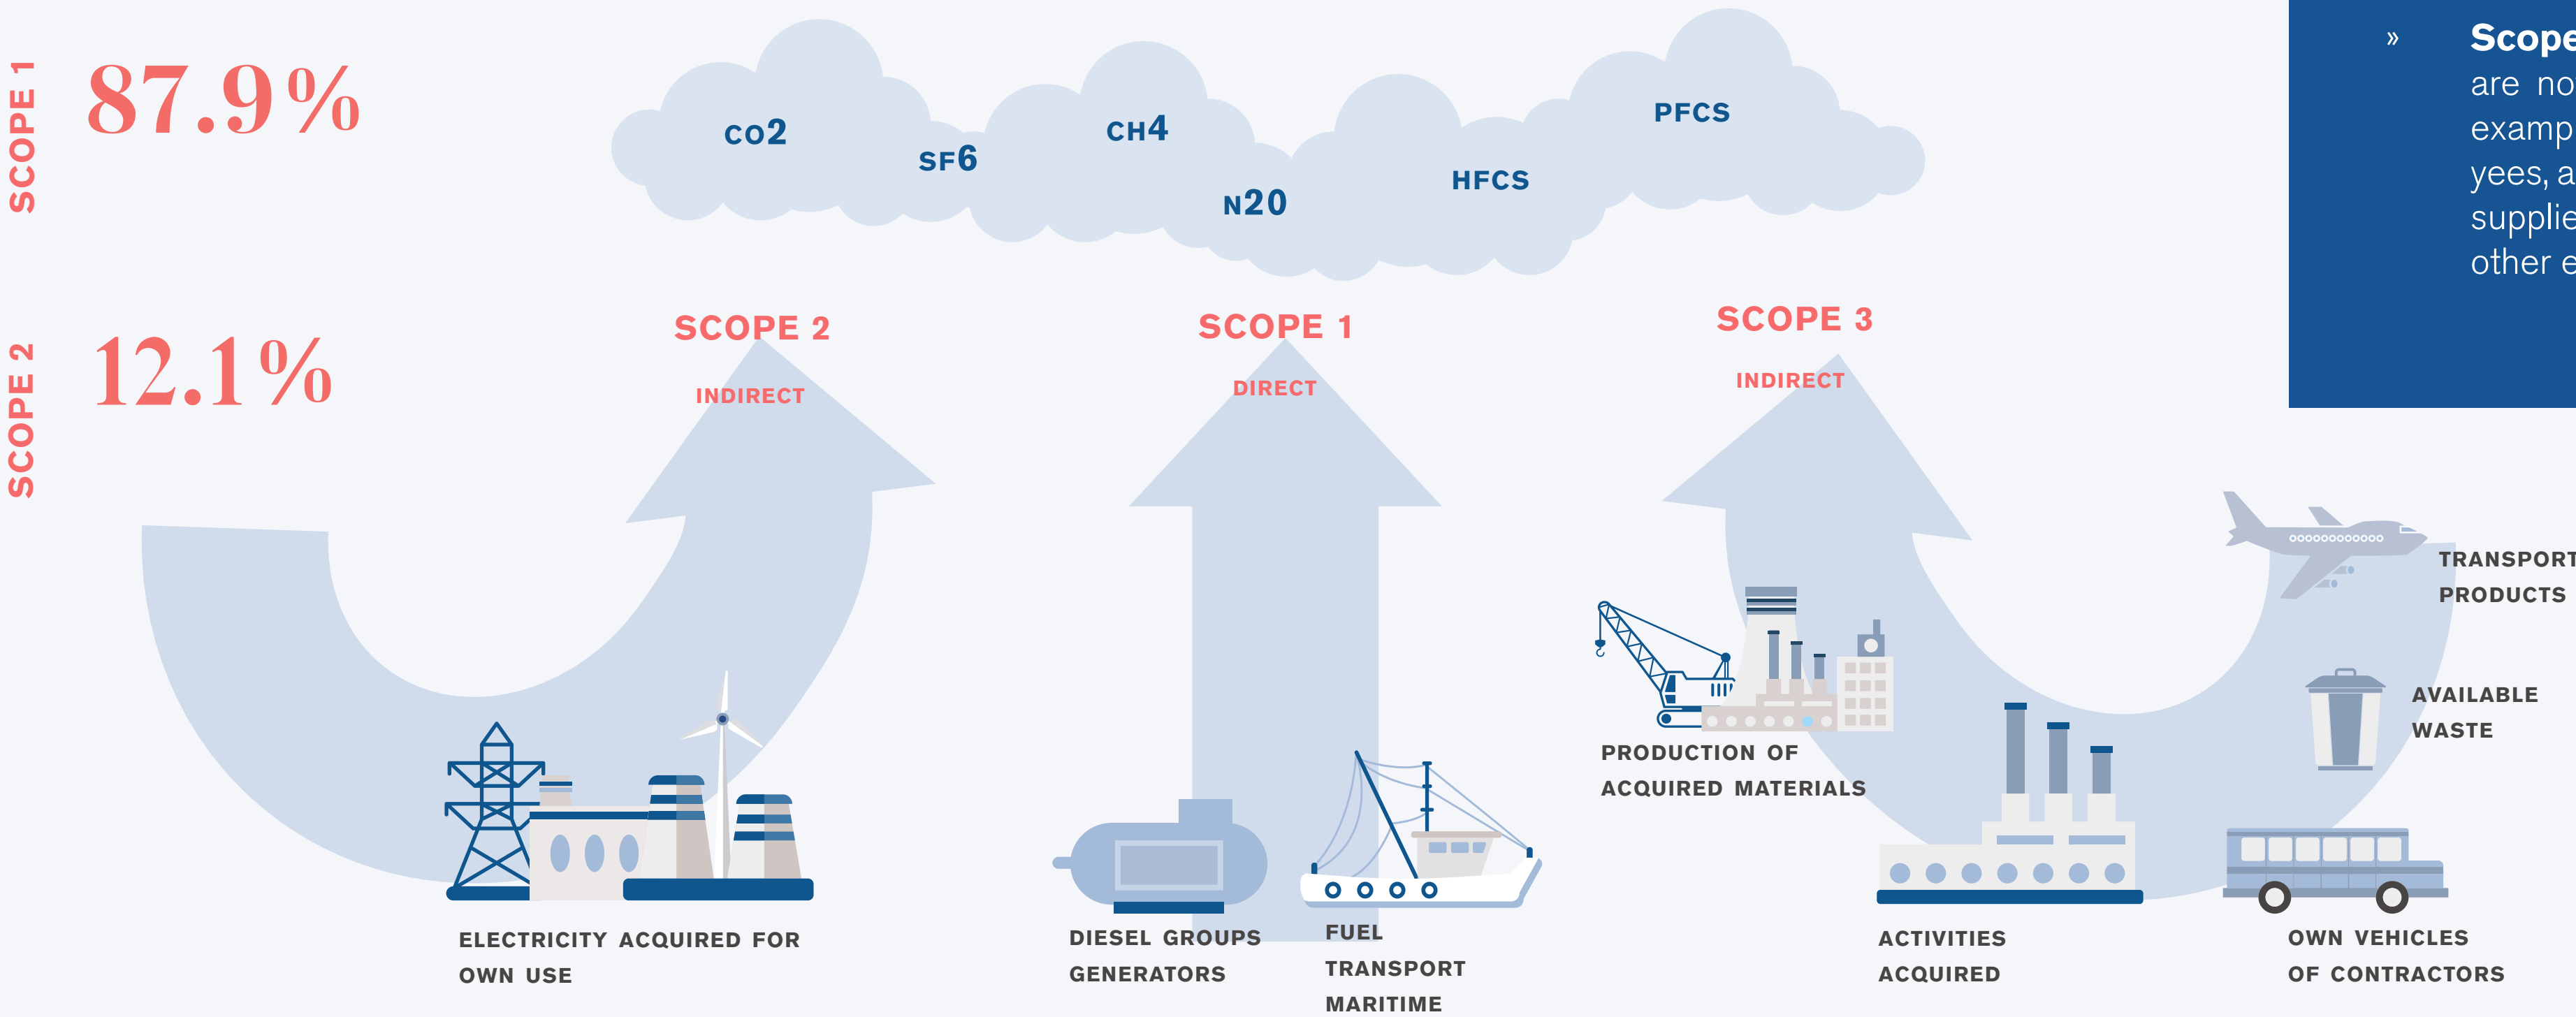 SCOPE 1
87.9%
SCOPE 2
12.1%
CO2
SF6
CH4
N20
HFCS
PFCS
»
Scope
are no
examp
yees, a
supplie
other e
SCOPE 2
INDIRECT
SCOPE 1
DIRECT
SCOPE 3
INDIRECT
ELECTRICITY ACQUIRED FOR
OWN USE
DIESEL GROUPS
GENERATORS
FUEL
TRANSPORT
MARITIME
PRODUCTION OF
ACQUIRED MATERIALS
ACTIVITIES
ACQUIRED
TRANSPORT
PRODUCTS
AVAILABLE
WASTE
OWN VEHICLES
OF CONTRACTORS